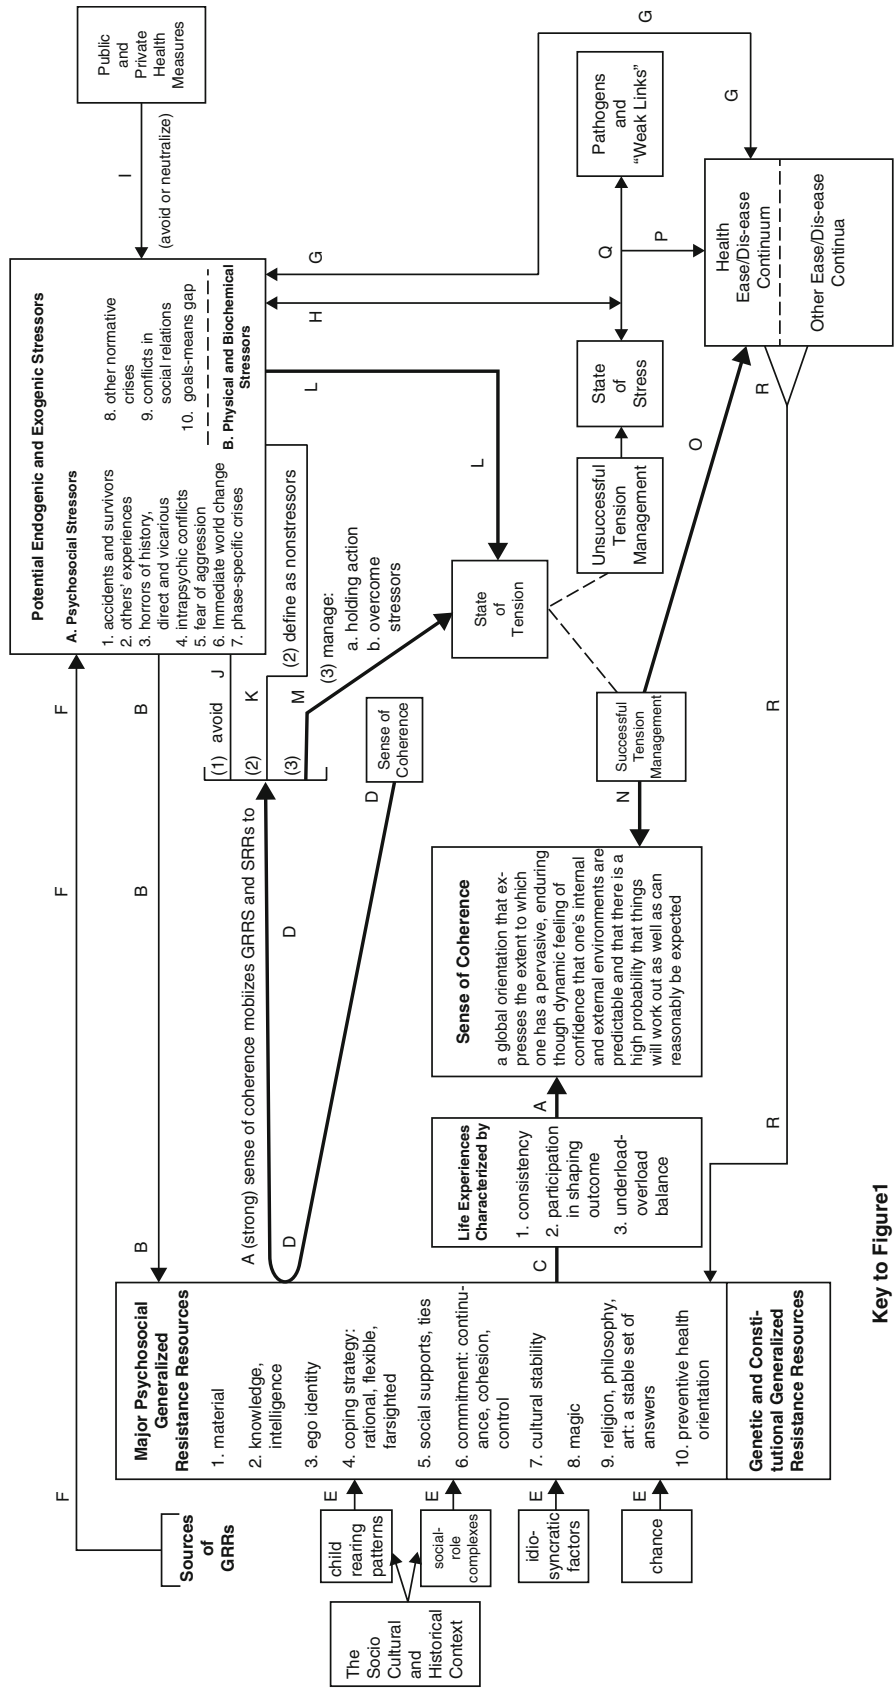 Sources
of
GRRs
The
Socio
Cultural
and
Historical
Context
child
rearing
patterns
social-
role
complexes
idio-
syncratic
factors
chance
F
E
E
E
E
Major Psychosocial
Generalized
Resistance Resources
1. material
2. knowledge,
intelligence
3. ego identity
4. coping strategy:
rational, flexible,
farsighted
5. social supports, ties
6. commitment: continu-
ance, cohesion,
control
7. cultural stability
8. magic
9. religion, philosophy,
art: a stable set of
answers
10. preventive health
orientation
Genetic and Consti-
tutional Generalized
Resistance Resources
B
D
C
Life Experiences
Characterized by
1. consistency
2. participation
in shaping
outcome
3. underload-
overload
balance
A
R
Sense of Coherence
a global orientation that ex-
presses the extent to which
one has a pervasive, enduring
though dynamic feeling of
confidence that one's internal
and external environments are
predictable and that there is a
high probability that things
will work out as well as can
reasonably be expected
F
B
A (strong) sense of coherence mobiizes GRRS and SRRs to
D
D
Sense of
Coherence
N
Successful
Tension
Management
F
B
(1) avoid J
(2) K
(3) M
(2) define as nonstressors
(3) manage:
a. holding action
b. overcome
stressors
R
Potential Endogenic and Exogenic Stressors
A. Psychosocial Stressors
1. accidents and survivors
2. others' experiences
3. horrors of history,
direct and vicarious
4. intrapsychic conflicts
5. fear of aggression
6. Immediate world change
7. phase-specific crises
8. other normative
crises
9. conflicts in
social relations
10. goals-means gap
B. Physical and Biochemical
Stressors
L
L
State
of
Tension
Unsuccessful
Tension
Management
State
of
Stress
O
R
H
G
Q
P
I
(avoid or neutralize)
Public
and
Private
Health
Measures
Pathogens
and
"Weak Links"
G
G
Health
Ease/Dis-ease
Continuum
Other Ease/Dis-ease
Continua
Key to Figure1